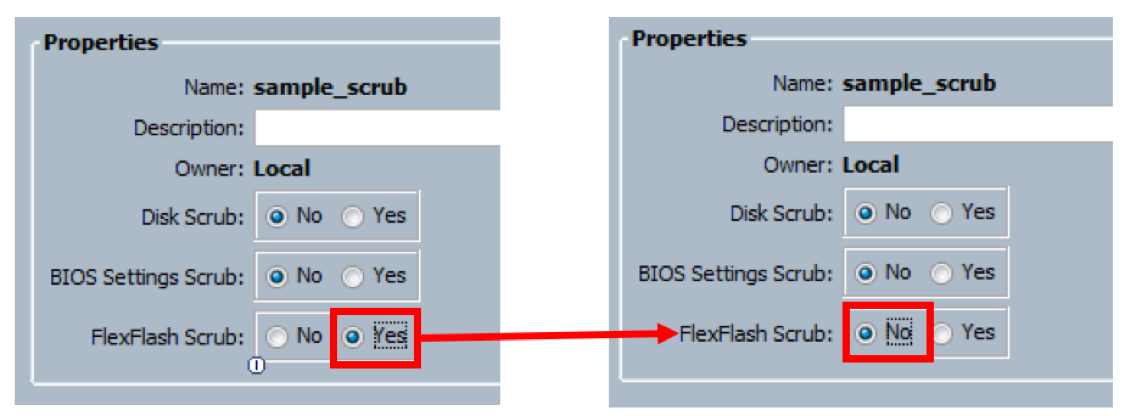 Properties
Name: sample_scrub
Description:
Owner: Local
Disk Scrub: No Yes
BIOS Settings Scrub: No Yes
FlexFlash Scrub: No Yes
Properties
Name: sample_scrub
Description:
Owner: Local
Disk Scrub: No Yes
BIOS Settings Scrub: No Yes
FlexFlash Scrub: No Yes